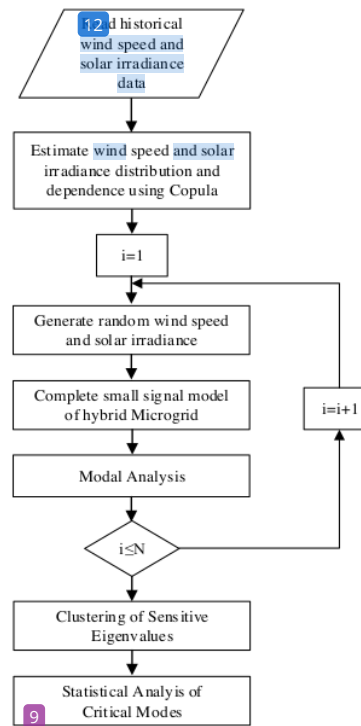 12
historical
wind speed and
solar irradiance
data
Estimate wind speed and solar
irradiance distribution and
dependence using Copula
i=1
Generate random wind speed
and solar irradiance
Complete small signal model
of hybrid Microgrid
i=i+1
Modal Analysis
i≤N
Clustering of Sensitive
Eigenvalues
Statistical Analysis of
Critical Modes
9